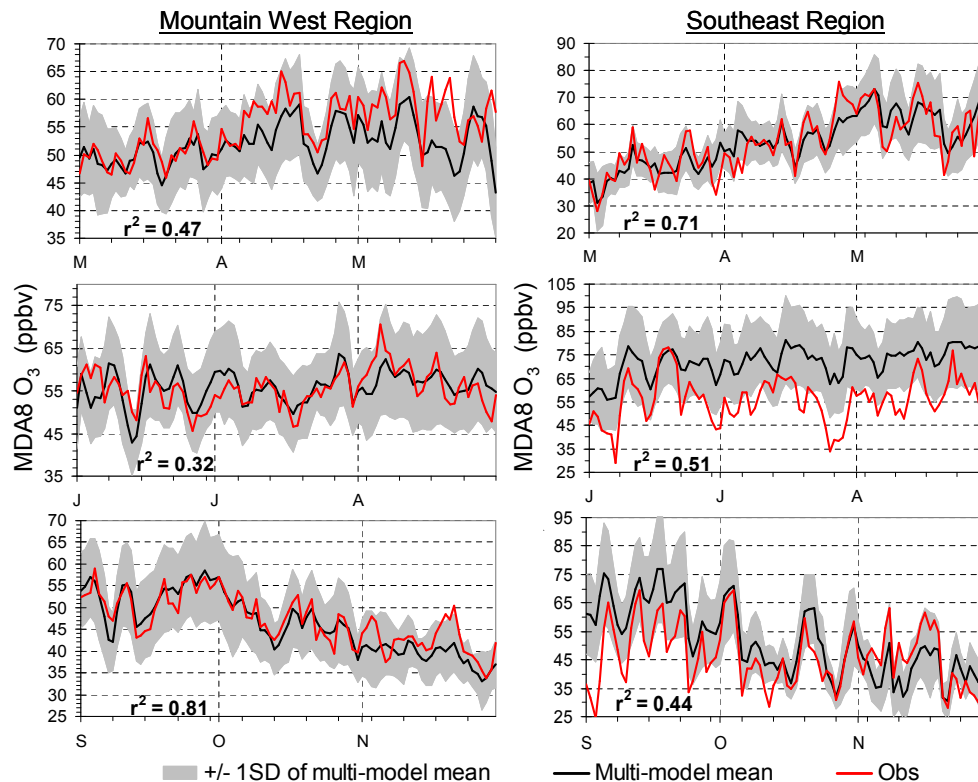 Mountain West Region
Southeast Region
MDA8 O3 (ppbv)
70
65
60
55
50
45
40
35
M
A
M
r2 = 0.47
MDA8 O3 (ppbv)
90
80
70
60
50
40
30
20
M
A
M
r2 = 0.71
75
65
55
45
35
J
J
A
r2 = 0.32
105
95
85
75
65
55
45
35
25
J
J
A
r2 = 0.51
70
65
60
55
50
45
40
35
30
25
S
O
N
r2 = 0.81
95
85
75
65
55
45
35
25
S
O
N
r2 = 0.44
+/- 1SD of multi-model mean
Multi-model mean
Obs